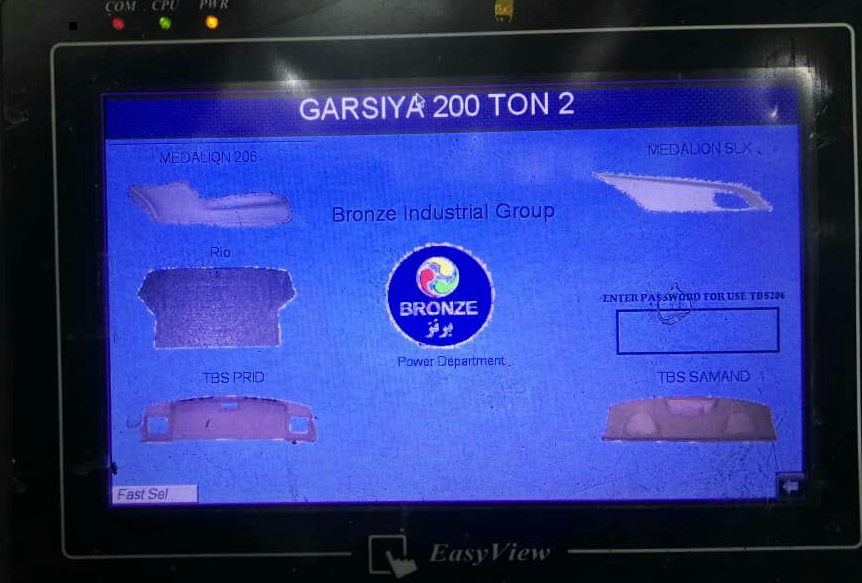 COM CPU PWR
GARSIYA 200 TON 2
MEDALION 206
MEDALION SLX
Bronze Industrial Group
Rio
BRONZE
برنز
ENTER PASSWORD FOR USE TBS206
Power Department
TBS PRID
TBS SAMAND
Fast Sel
EasyView